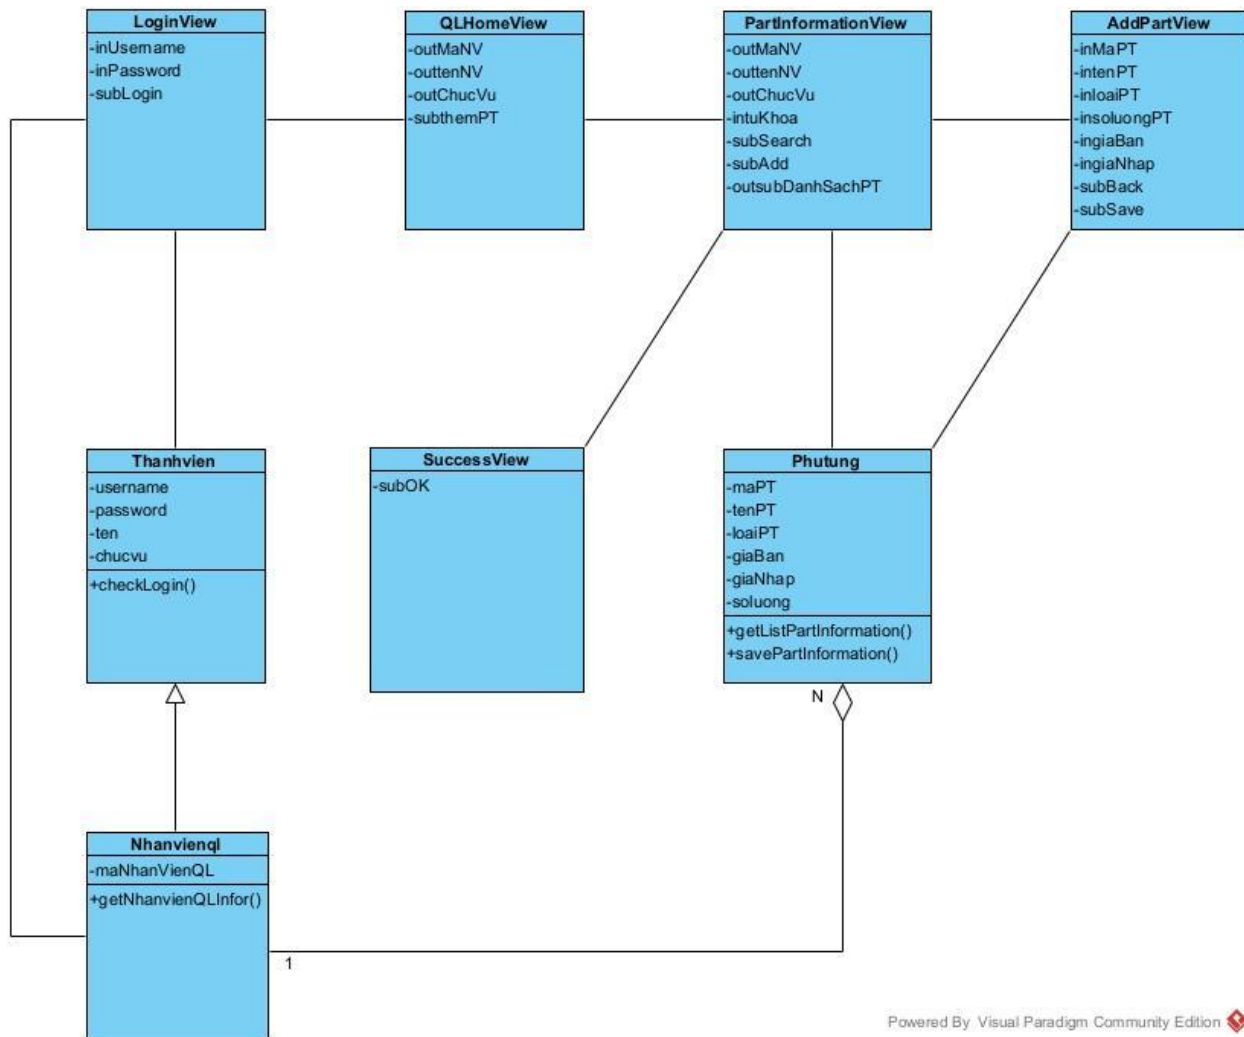 LoginView
-inUsername
-inPassword
-subLogin
QLHomeView
-outMaNV
-outtenNV
-outChucVu
-subthemPT
PartInformationView
-outMaNV
-outtenNV
-outChucVu
-intuKhoa
-subSearch
-subAdd
-outsubDanhSachPT
AddPartView
-inMaPT
-intenPT
-inloaiPT
-insoluongPT
-ingiaBan
-ingiaNhap
-subBack
-subSave
Thanhvien
-username
-password
-ten
-chucvu
+checkLogin()
SuccessView
-subOK
Phutung
-maPT
-tenPT
-loaiPT
-giaBan
-giaNhap
-soluong
+getListPartInformation()
+savePartInformation()
N
Nhanvienql
-maNhanVienQL
+getNhanvienQLInfor()
1
Powered By Visual Paradigm Community Edition